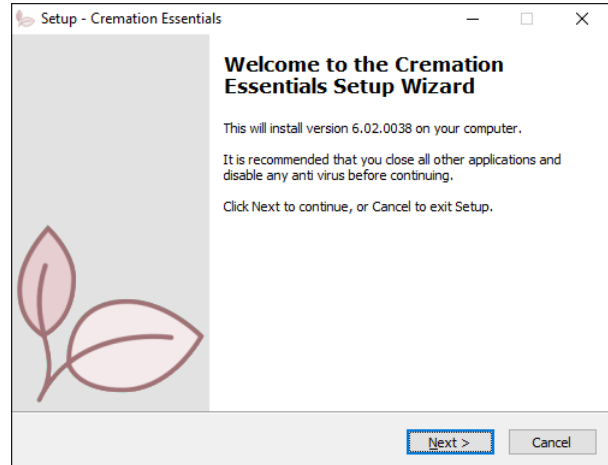 Setup - Cremation Essentials
Welcome to the Cremation
Essentials Setup Wizard
This will install version 6.02.0038 on your computer.
It is recommended that you close all other applications and
disable any anti virus before continuing.
Click Next to continue, or Cancel to exit Setup.
Next >
Cancel